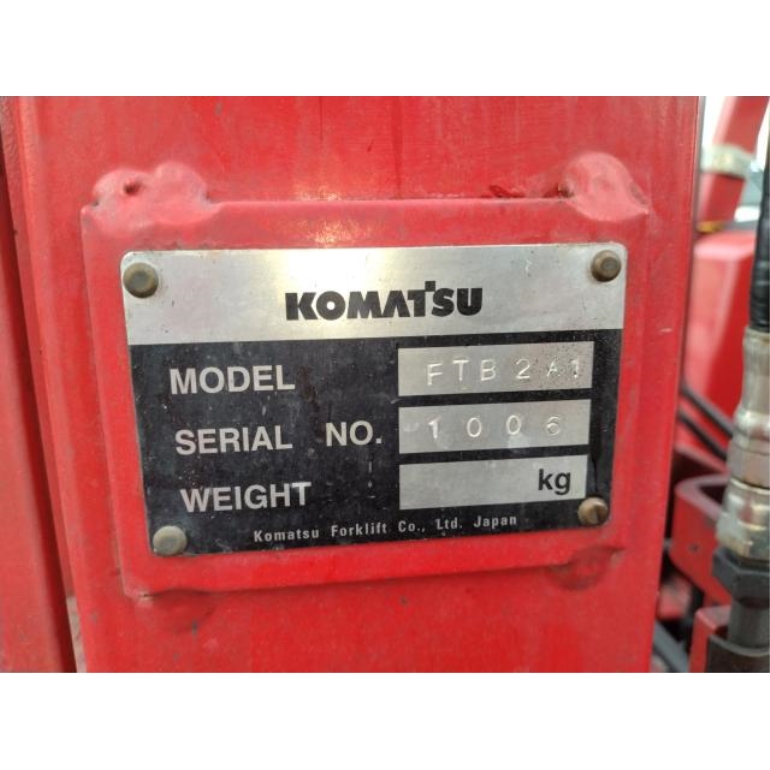 KOMATSU
MODEL FTB2A1
SERIAL NO. 1006
WEIGHT kg
Komatsu Forklift Co., Ltd. Japan